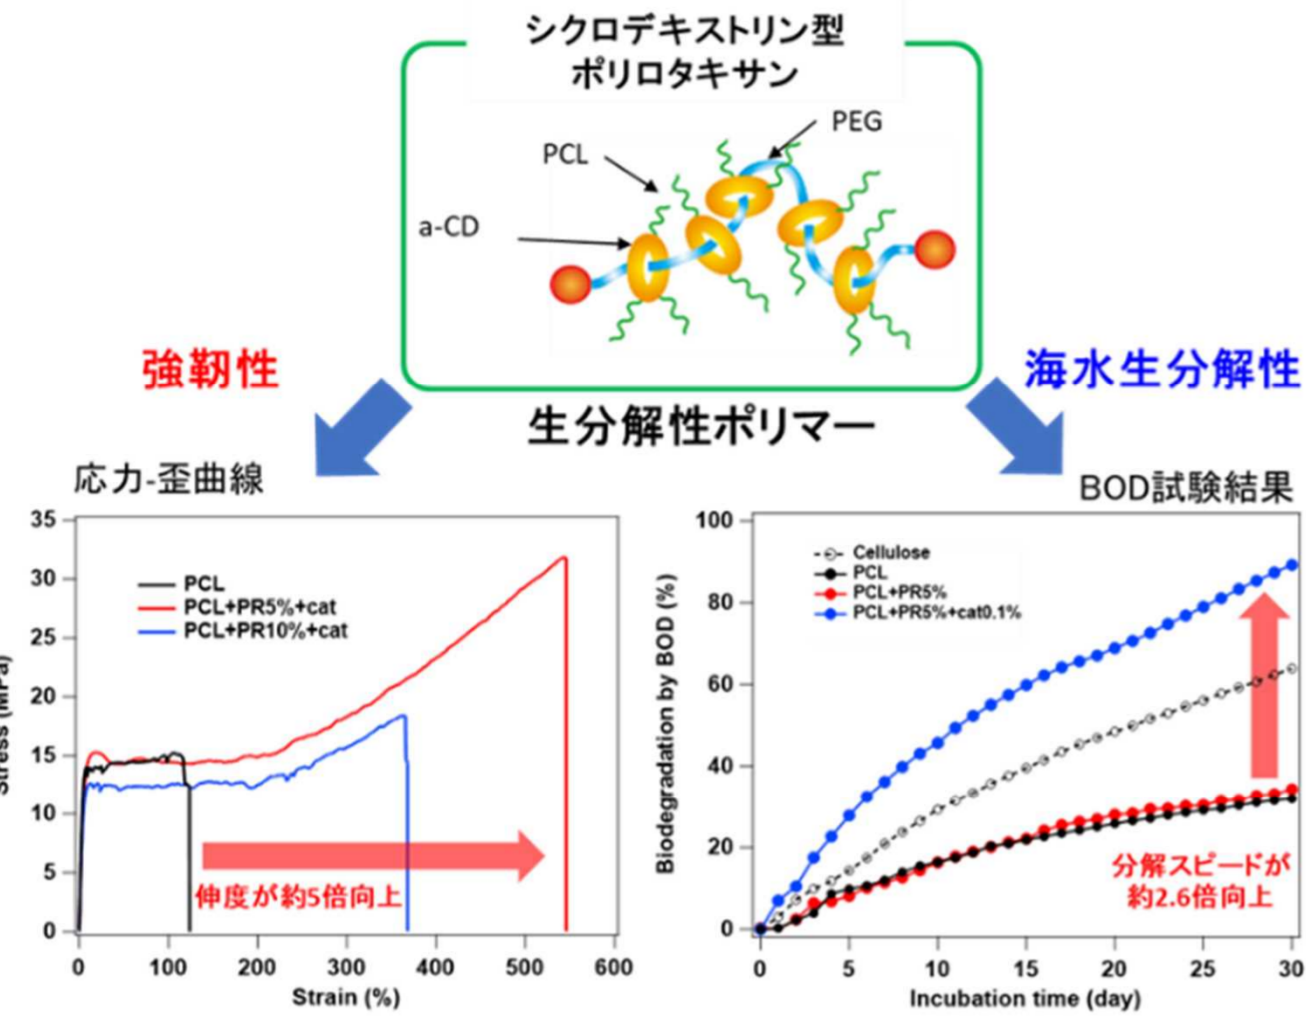 シクロデキストリン型
ポリロタキサン
PEG
PCL
a-CD
強靭性
海水生分解性
生分解性ポリマー
応力-歪曲線
35
30
25
20
15
10
5
0
Stress (MPa)
PCL
PCL+PR5%+cat
PCL+PR10%+cat
伸度が約5倍向上
0 100 200 300 400 500 600
Strain (%)
BOD試験結果
100
80
60
40
20
0
Biodegradation by BOD (%)
Cellulose
PCL
PCL+PR5%
PCL+PR5%+cat0.1%
分解スピードが
約2.6倍向上
0 5 10 15 20 25 30
Incubation time (day)